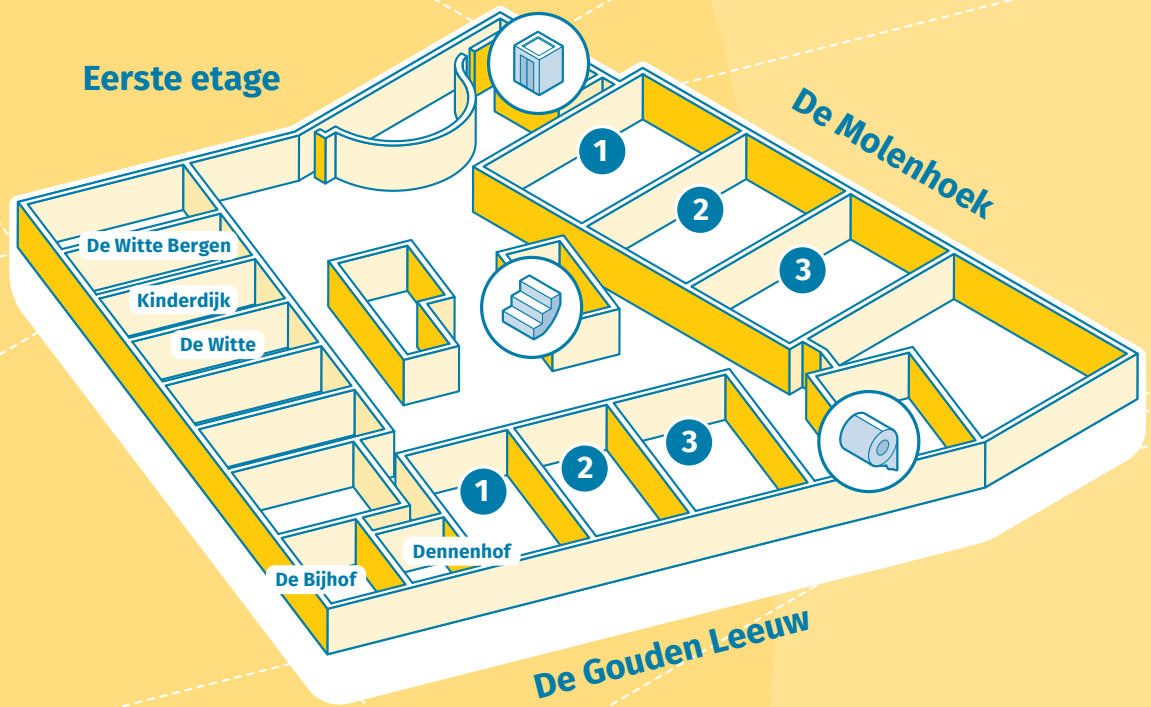 Eerste etage
De Molenhoek
1
2
3
De Witte Bergen
Kinderdijk
De Witte
1
2
3
Dennenhof
De Bijhof
De Gouden Leeuw